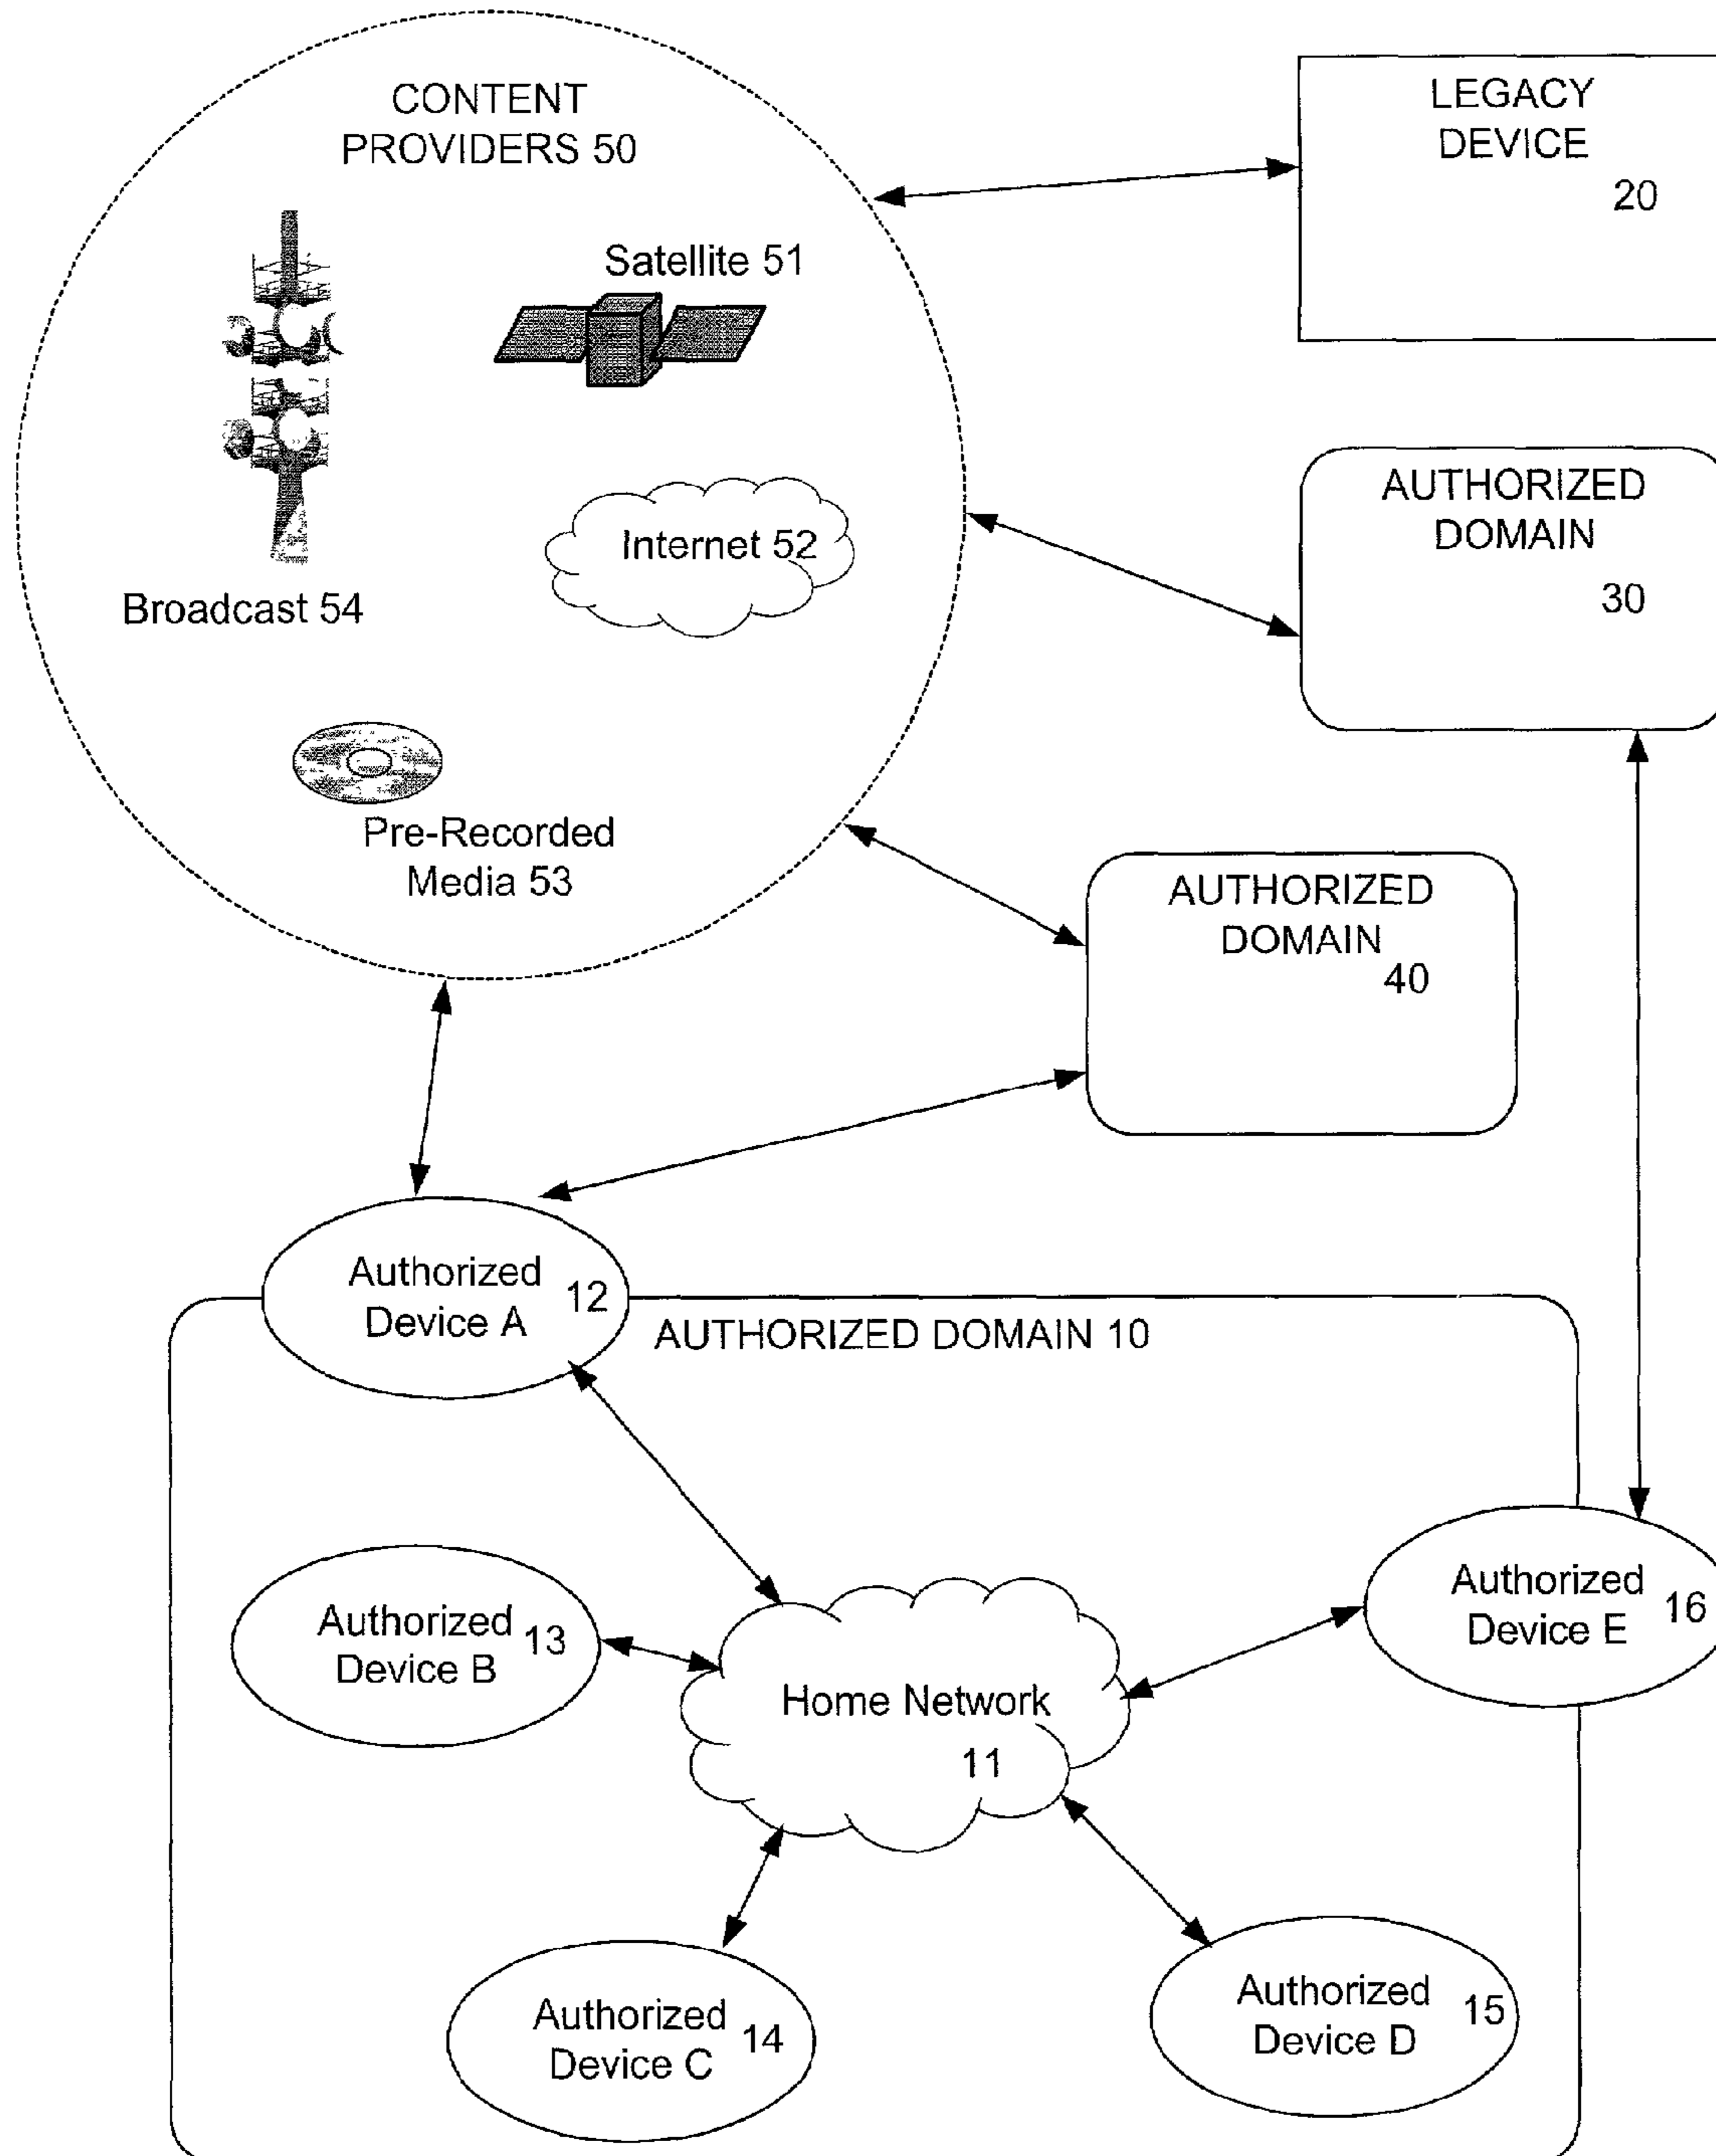 CONTENT
PROVIDERS 50
LEGACY
DEVICE
20
Satellite 51
AUTHORIZED
DOMAIN
30
Internet 52
Broadcast 54
Pre-Recorded
Media 53
AUTHORIZED
DOMAIN
40
Authorized
Device A
12
AUTHORIZED DOMAIN 10
Authorized
Device E
16
Authorized
Device B
13
Home Network
11
Authorized
Device C
14
Authorized
Device D
15